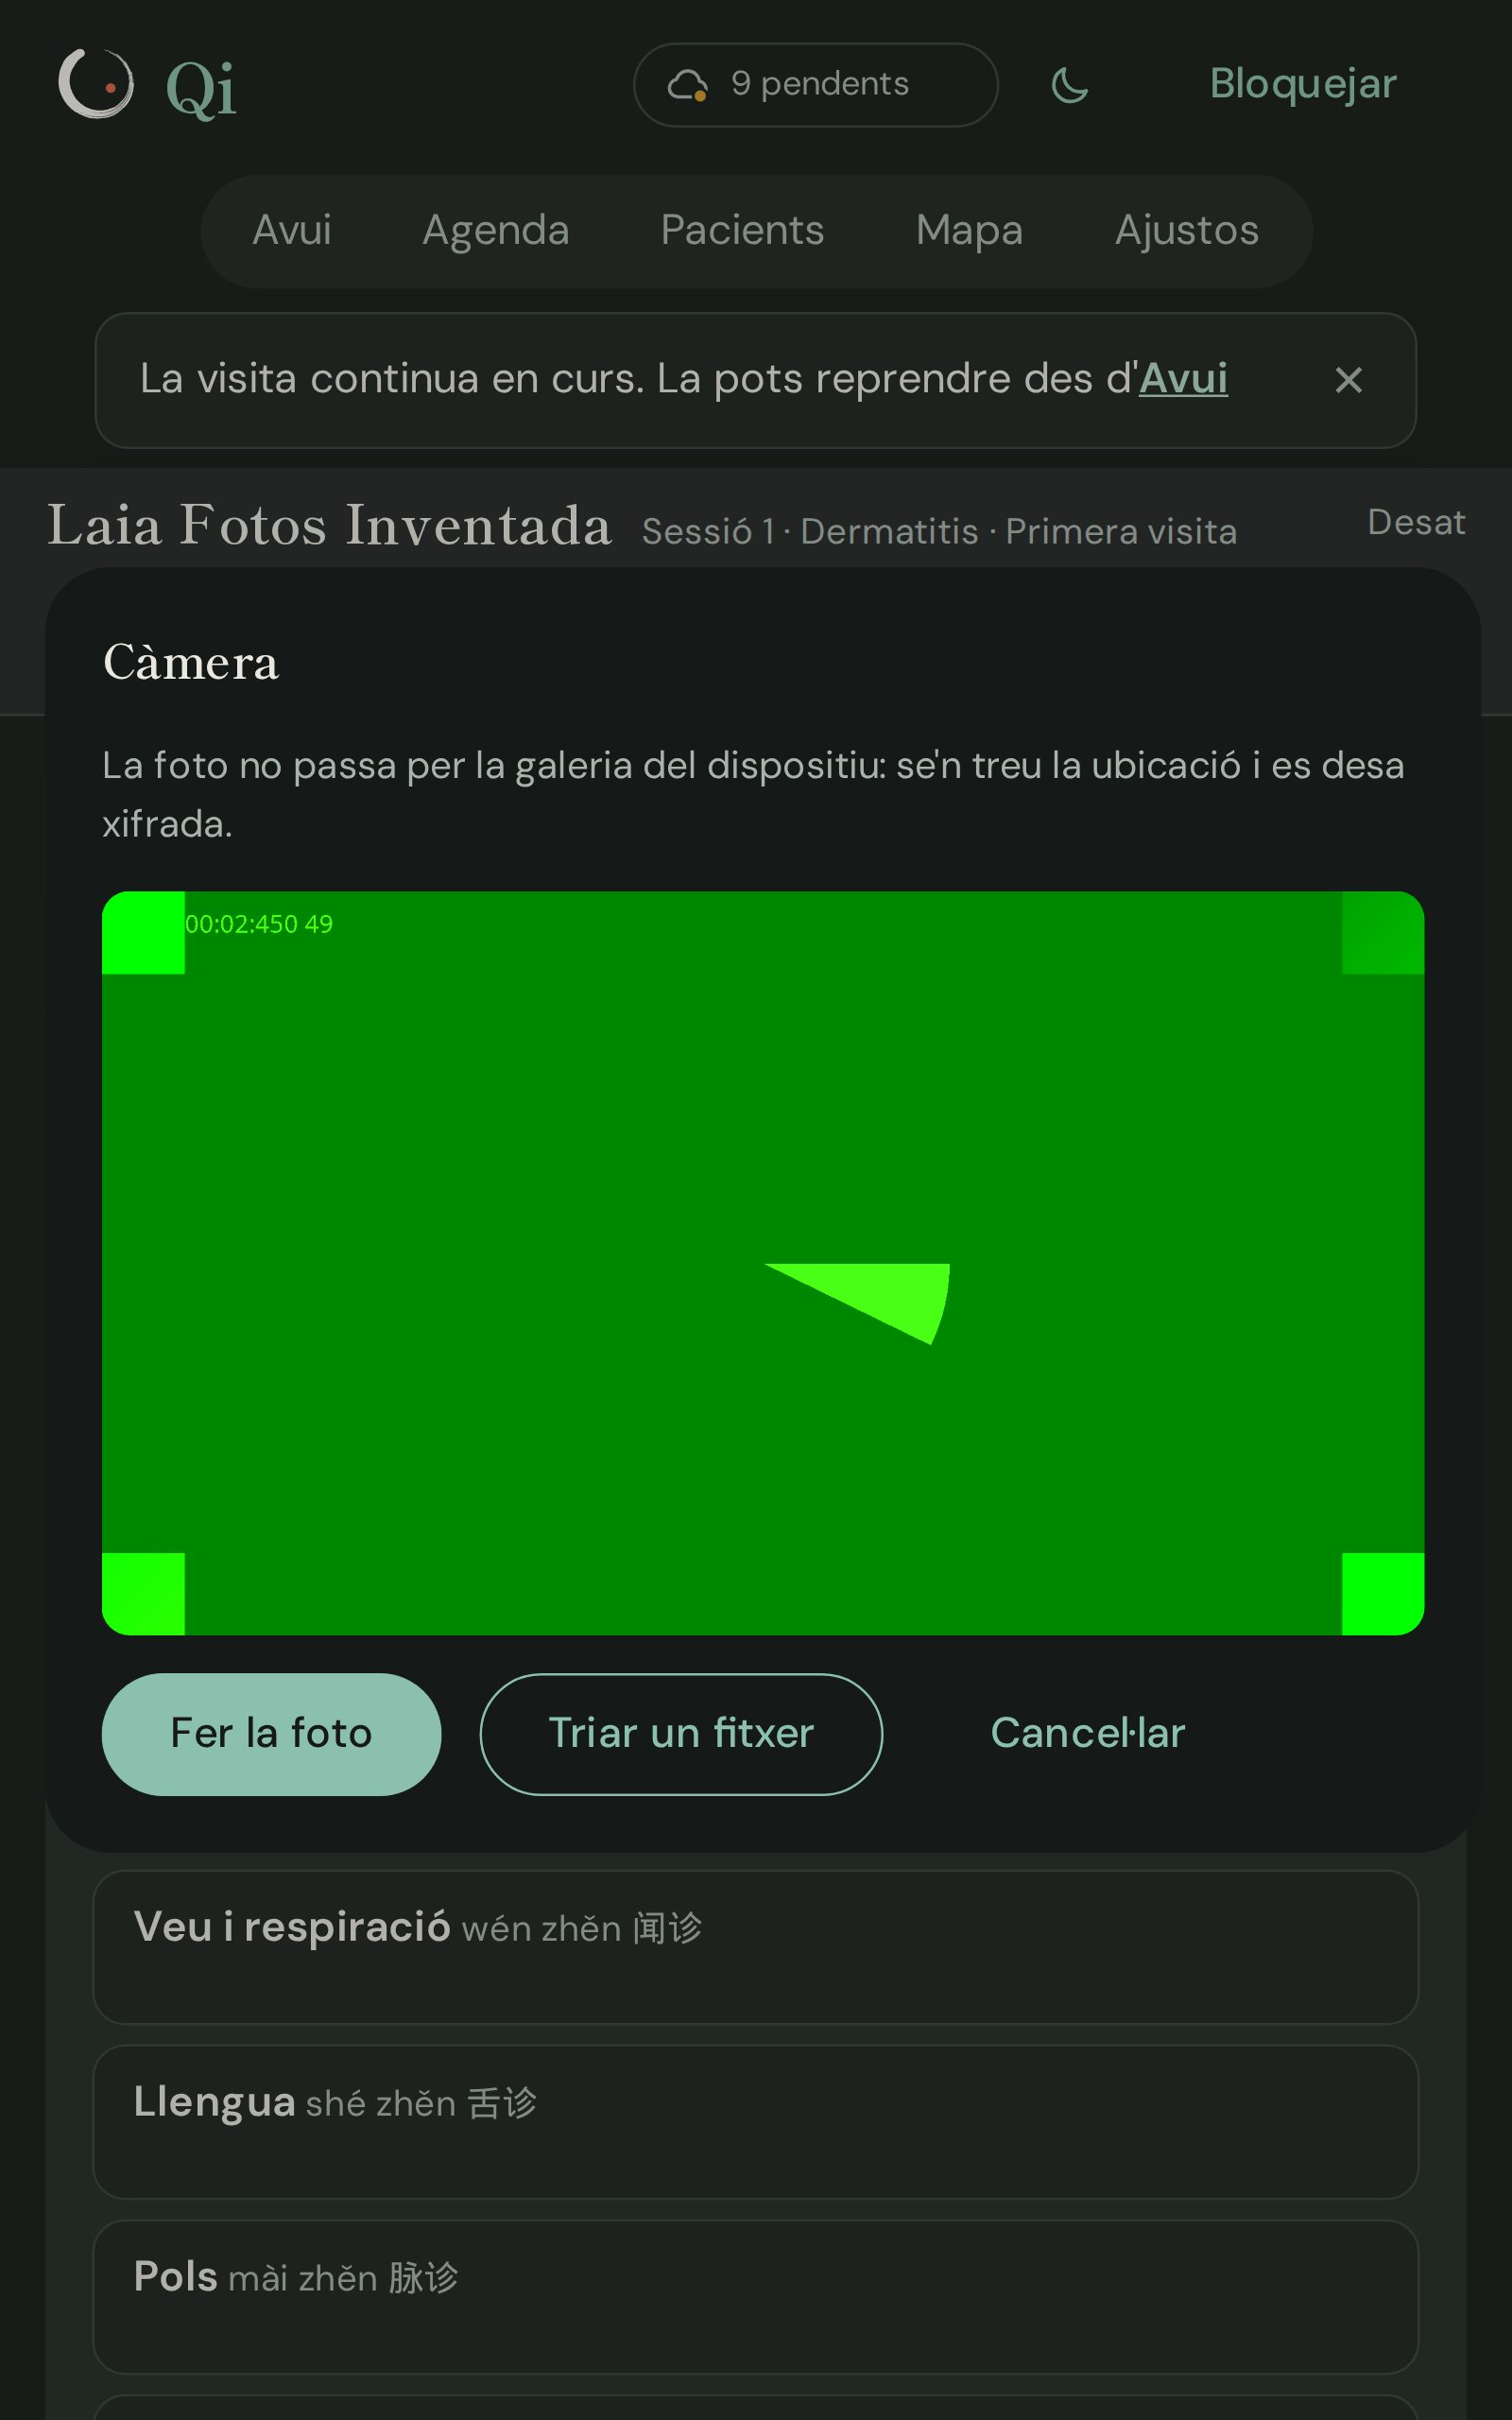 Qi
9 pendents
Bloquejar
Avui
Agenda
Pacients
Mapa
Ajustos
La visita continua en curs. La pots reprendre des d'Avui
Laia Fotos Inventada
Sessió 1 · Dermatitis · Primera visita
Desat
Càmera
La foto no passa per la galeria del dispositiu: se'n treu la ubicació i es desa
xifrada.
00:02:450 49
Fer la foto
Triar un fitxer
Cancel·lar
Veu i respiració wén zhěn 闻诊
Llengua shé zhěn 舌诊
Pols mài zhěn 脉诊